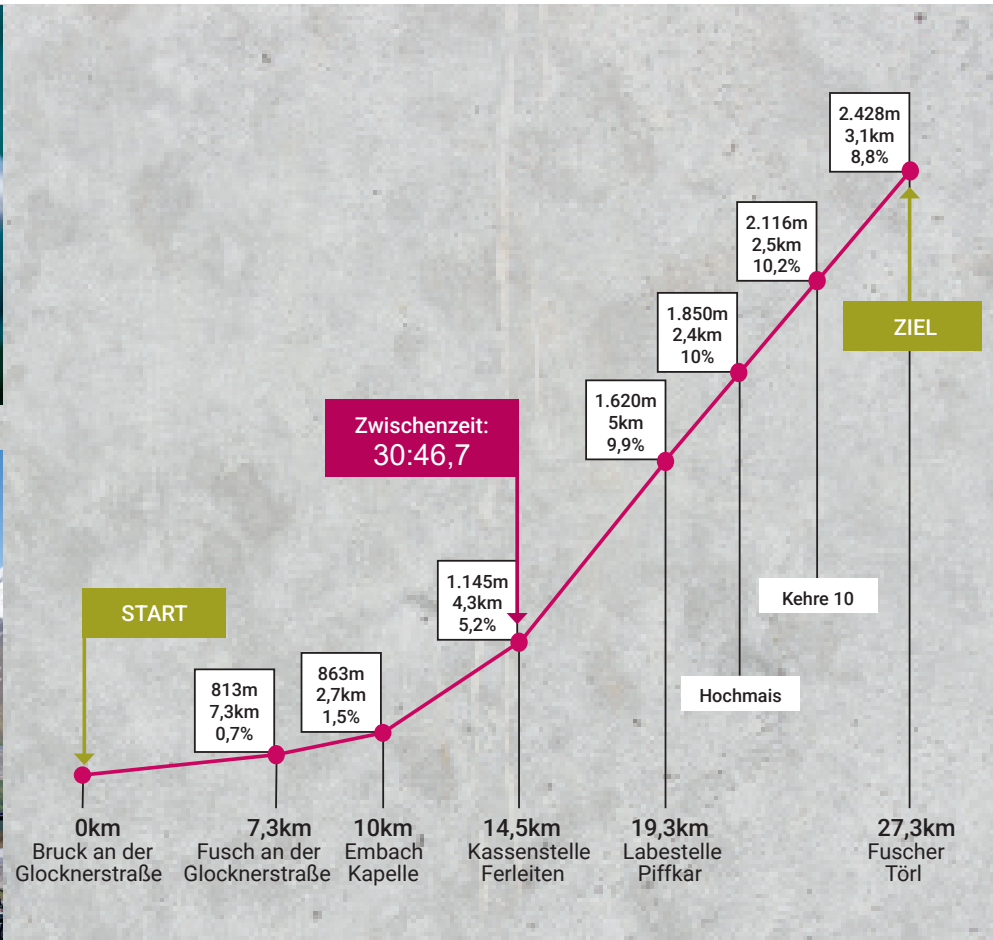 2.428m
3,1km
8,8%
2.116m
2,5km
10,2%
ZIEL
1.850m
2,4km
10%
1.620m
5km
9,9%
Zwischenzeit:
30:46,7
1.145m
4,3km
5,2%
Kehre 10
START
863m
2,7km
1,5%
813m
7,3km
0,7%
Hochmais
0km
Bruck an der
Glocknerstraße
7,3km
Fusch an der
Glocknerstraße
10km
Embach
Kapelle
14,5km
Kassenstelle
Ferleiten
19,3km
Labestelle
Piffkar
27,3km
Fuscher
Törl